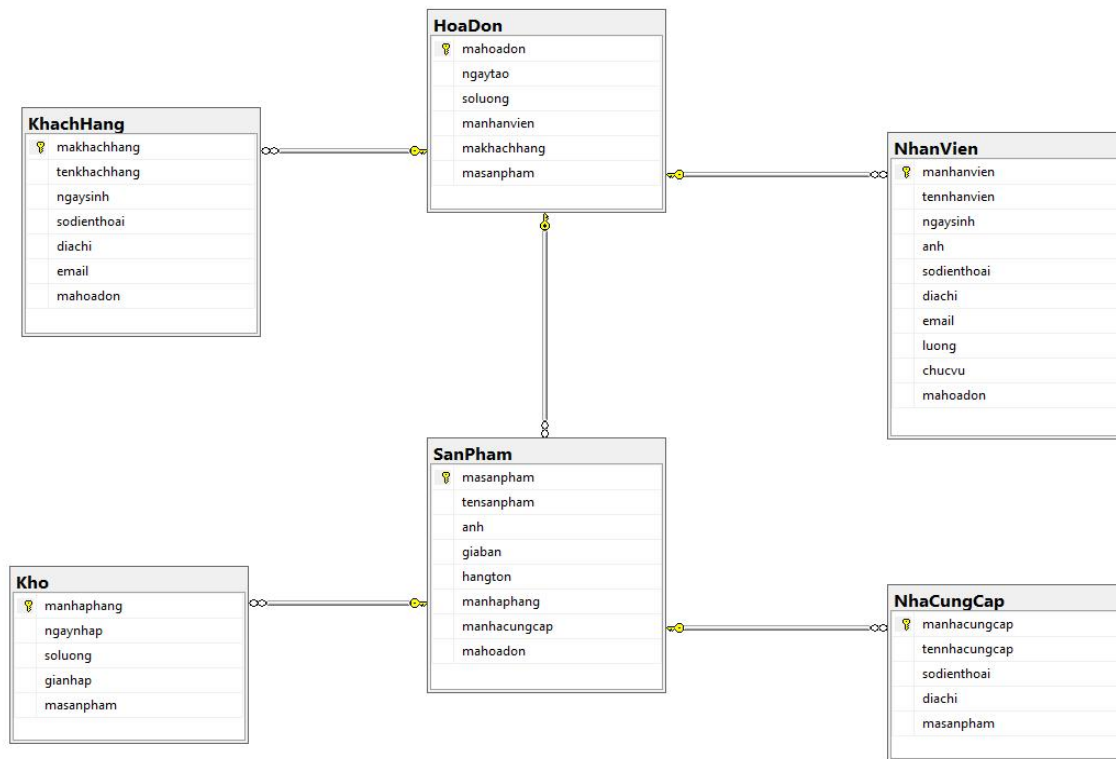 HoaDon
mahoadon
ngaytao
soluong
manhanvien
makhachhang
masanpham
KhachHang
makhachhang
tenkhachhang
ngaysinh
sodienthoai
diachi
email
mahoadon
NhanVien
manhanvien
tennhanvien
ngaysinh
anh
sodienthoai
diachi
email
luong
chucvu
mahoadon
SanPham
masanpham
tensanpham
anh
giaban
hangton
manhaphang
manhacungcap
mahoadon
Kho
manhaphang
ngaynhap
soluong
gianhap
masanpham
NhaCungCap
manhacungcap
tennhacungcap
sodienthoai
diachi
masanpham